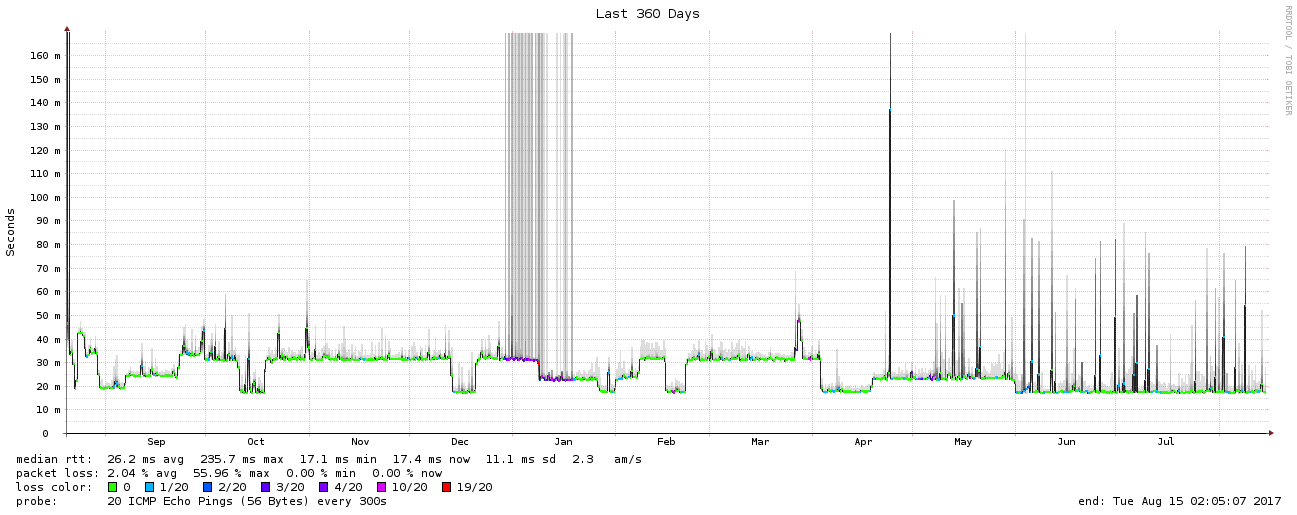 Last 360 Days
RRDTOOL / TOBI OETIKER
Seconds
160 m
150 m
140 m
130 m
120 m
110 m
100 m
90 m
80 m
70 m
60 m
50 m
40 m
30 m
20 m
10 m
0
Sep Oct Nov Dec Jan Feb Mar Apr May Jun Jul
median rtt: 26.2 ms avg 235.7 ms max 17.1 ms min 17.4 ms now 11.1 ms sd 2.3 am/s
packet loss: 2.04 % avg 55.96 % max 0.00 % min 0.00 % now
loss color: 0 1/20 2/20 3/20 4/20 10/20 19/20
probe: 20 ICMP Echo Pings (56 Bytes) every 300s end: Tue Aug 15 02:05:07 2017